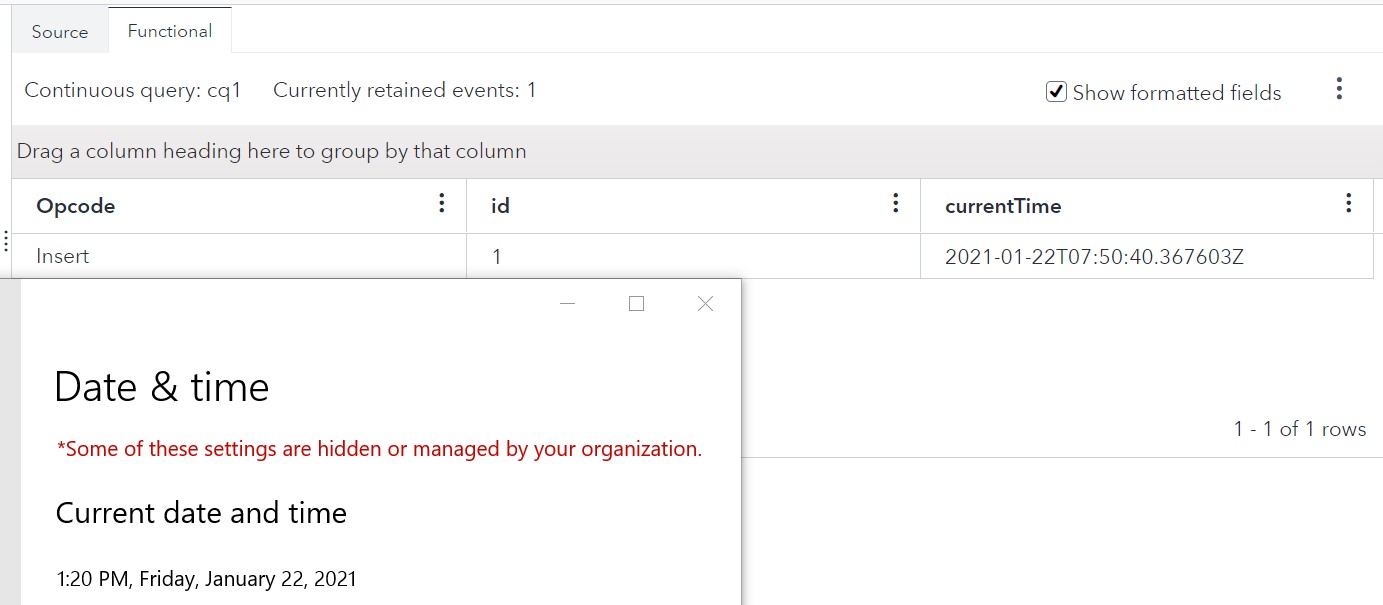 Source Functional
Continuous query: cq1 Currently retained events: 1 Show formatted fields
Drag a column heading here to group by that column
Opcode id currentTime
Insert 1 2021-01-22T07:50:40.367603Z
Date & time
*Some of these settings are hidden or managed by your organization.
1 - 1 of 1 rows
Current date and time
1:20 PM, Friday, January 22, 2021